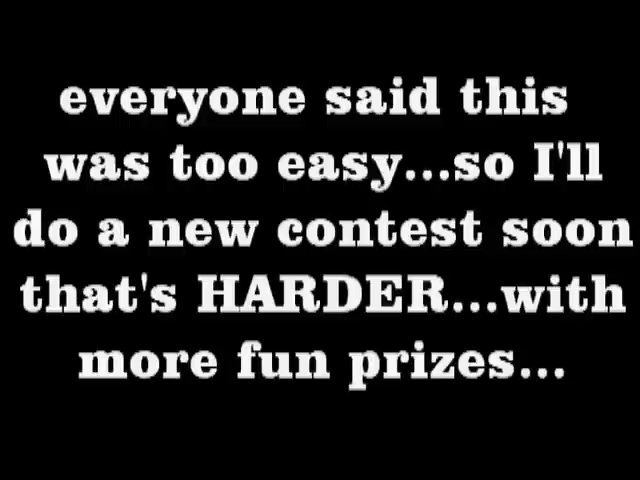 everyone said this
was too easy...so I'll
do a new contest soon
that's HARDER...with
more fun prizes...